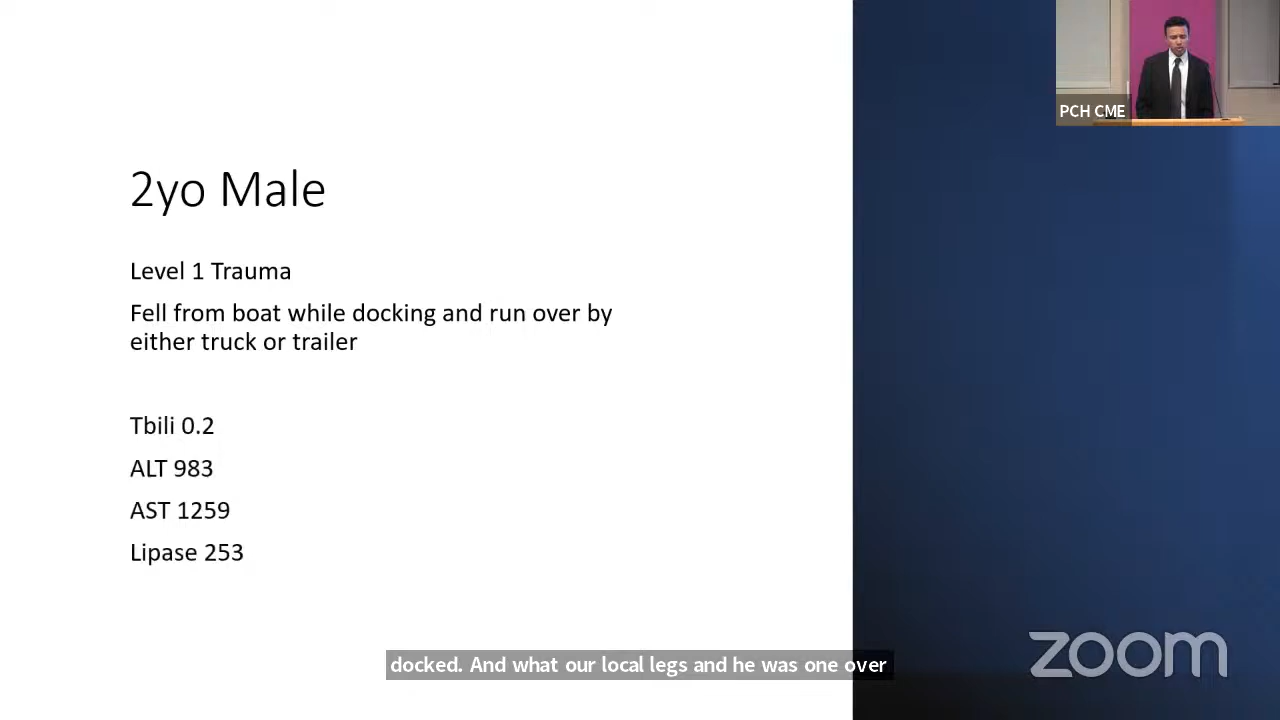 PCH CME
2yo Male
Level 1 Trauma
Fell from boat while docking and run over by
either truck or trailer
Tbili 0.2
ALT 983
AST 1259
Lipase 253
docked. And what our local legs and he was one over
zoom